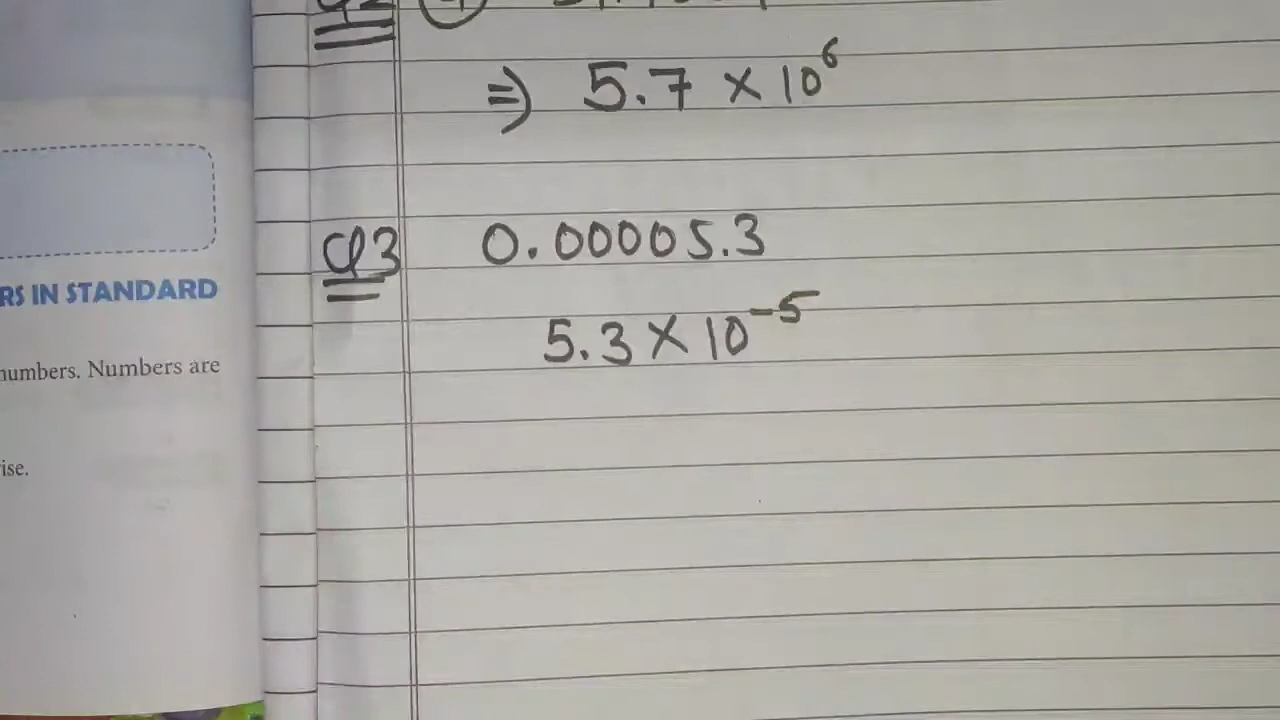 ⇒ 5.7 × 10⁶
Q3 0.00005.3
5.3 × 10⁻⁵
RS IN STANDARD
numbers. Numbers are
ise.